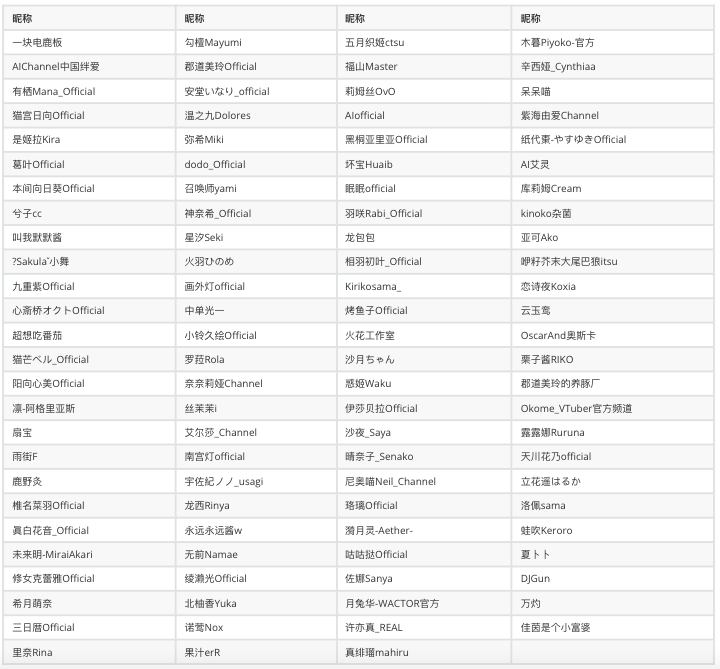 昵称 昵称 昵称 昵称
一块电鹿板 勾檀Mayumi 五月织姬ctsu 木暮Piyoko-官方
AIChannel中国绊爱 郡道美玲Official 福山Master 辛西娅_Cynthiaa
有栖Mana_Official 安堂いなり_official 莉姆丝OvO 呆呆喵
猫宫日向Official 温之九Dolores AIofficial 紫海由爱Channel
是姬拉Kira 弥希Miki 黑桐亚里亚Official 纸代東-やすゆきOfficial
葛叶Official dodo_Official 坏宝Huaib AI艾灵
本间向日葵Official 召唤师yami 眠眠official 库莉姆Cream
兮子cc 神奈希_Official 羽咲Rabi_Official kinoko杂菌
叫我默默酱 星汐Seki 龙包包 亚可Ako
?Sakulaˇ小舞 火羽ひのめ 相羽初叶_Official 咿籽芥末大尾巴狼itsu
九重紫Official 画外灯official Kirikosama_ 恋诗夜Koxia
心斋桥オクトOfficial 中单光一 烤鱼子Official 云玉鸾
超想吃番茄 小铃久绘Official 火花工作室 OscarAnd奥斯卡
猫芒ベル_Official 罗菈Rola 沙月ちゃん 栗子酱RIKO
阳向心美Official 奈奈莉娅Channel 惑姬Waku 郡道美玲的养豚厂
凛-阿格里亚斯 丝茉茉i 伊莎贝拉Official Okome_VTuber官方频道
扇宝 艾尔莎_Channel 沙夜_Saya 露露娜Ruruna
雨街F 南宫灯official 晴奈子_Senako 天川花乃official
鹿野灸 宇佐紀ノノ_usagi 尼奥喵Neil_Channel 立花遥はるか
椎名菜羽Official 龙西Rinya 珞璃Official 洛佩sama
眞白花音_Official 永远永远酱w 漪月灵-Aether- 蛙吹Keroro
未来明-MiraiAkari 无前Namae 咕咕挞Official 夏卜卜
修女克蕾雅Official 绫濑光Official 佐娜Sanya DJGun
希月萌奈 北柚香Yuka 月兔华-WACTOR官方 万灼
三日暦Official 诺莺Nox 许亦真_REAL 佳茵是个小富婆
里奈Rina 果汁erR 真绯瑠mahiru